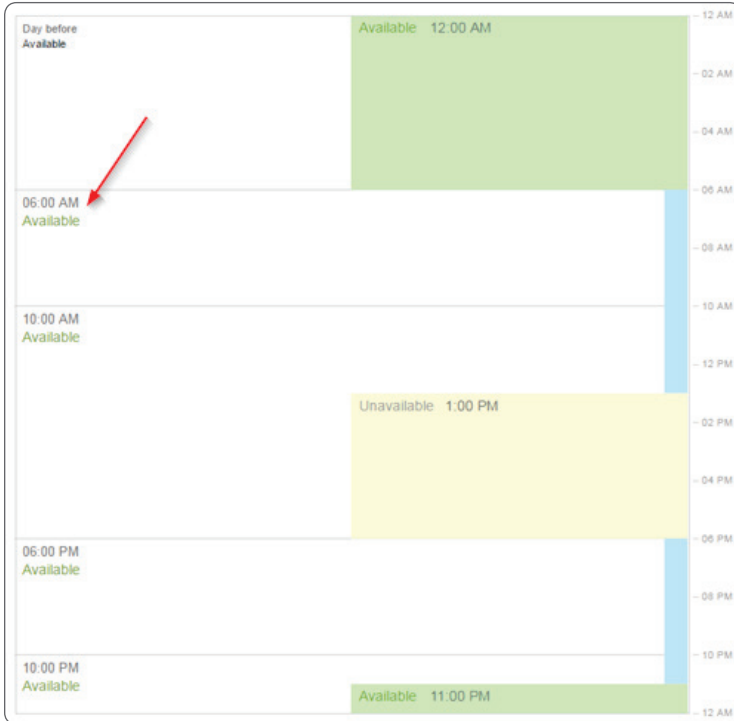 Day before
Available
Available 12:00 AM
12 AM
02 AM
04 AM
06 AM
06:00 AM
Available
08 AM
10 AM
10:00 AM
Available
12 PM
Unavailable 1:00 PM
02 PM
04 PM
06 PM
06:00 PM
Available
08 PM
10 PM
10:00 PM
Available
Available 11:00 PM
12 AM